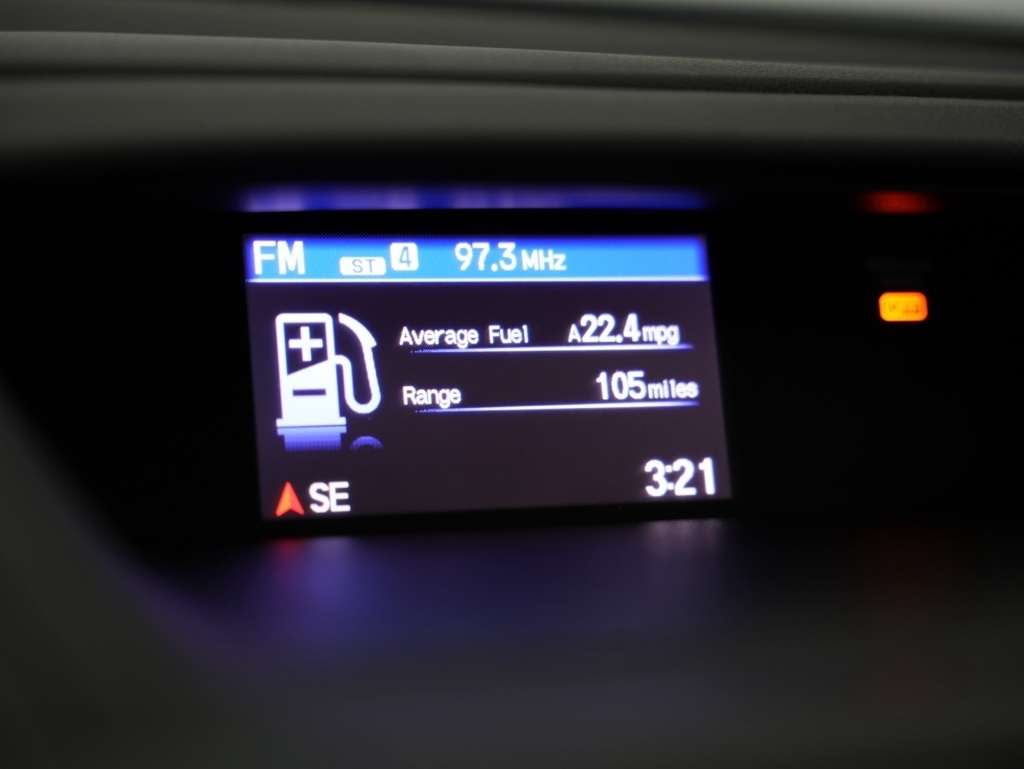 FM ST 4 97.3 MHz
Average Fuel A22.4mpg
Range 105miles
SE 3:21